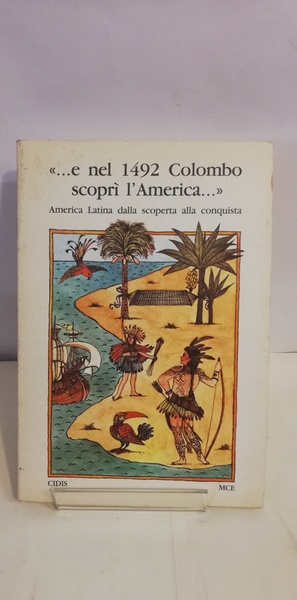 «...e nel 1492 Colombo
scoprì l'America...»
America Latina dalla scoperta alla conquista
CIDIS
MCE